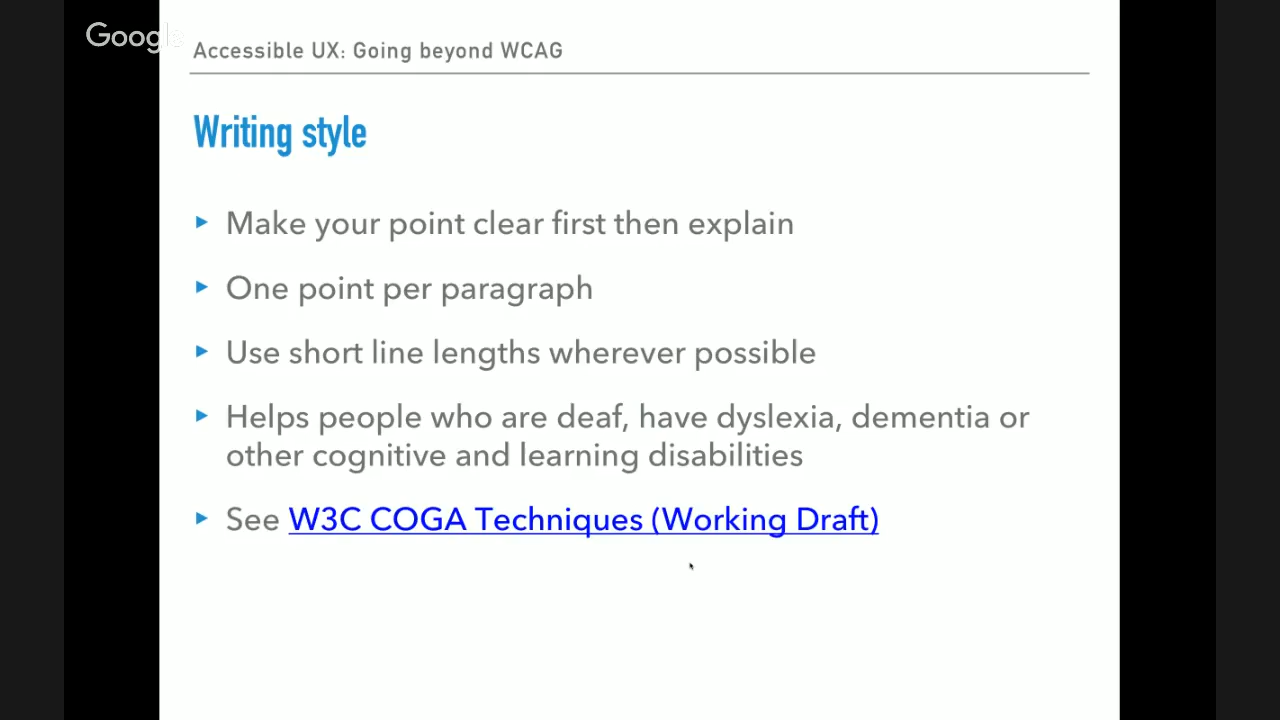 Google
Accessible UX: Going beyond WCAG
Writing style
Make your point clear first then explain
One point per paragraph
Use short line lengths wherever possible
Helps people who are deaf, have dyslexia, dementia or
other cognitive and learning disabilities
See W3C COGA Techniques (Working Draft)